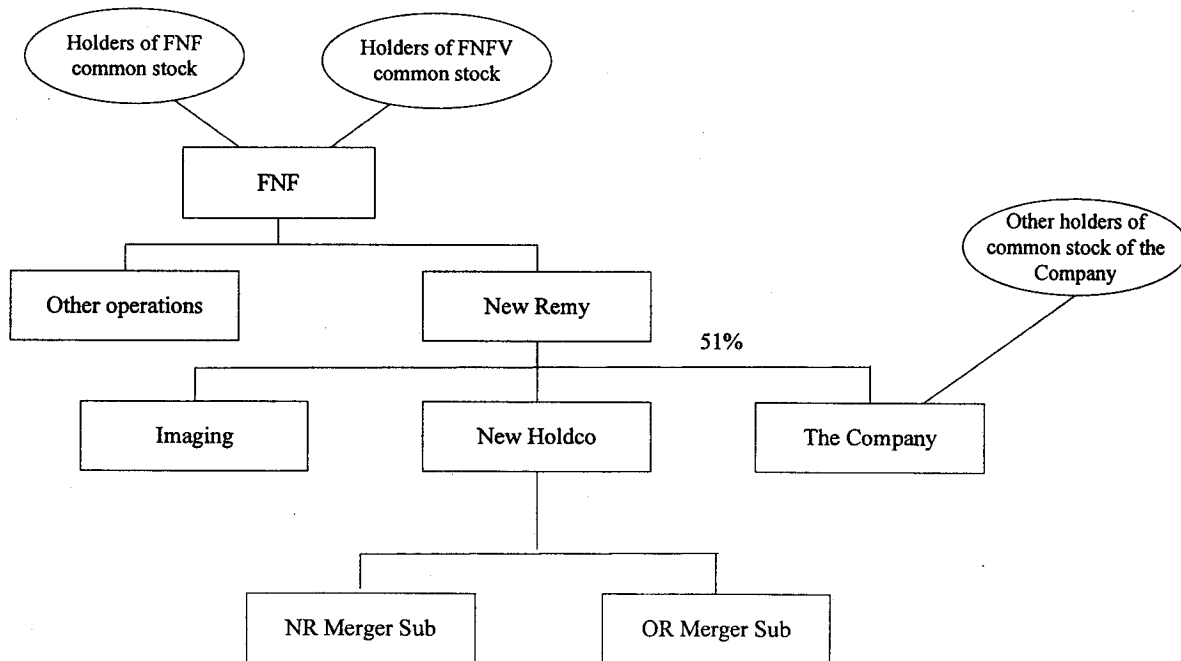 Holders of FNF
common stock
Holders of FNFV
common stock
FNF
Other holders of
common stock of the
Company
Other operations
New Remy
51%
Imaging
New Holdco
The Company
NR Merger Sub
OR Merger Sub